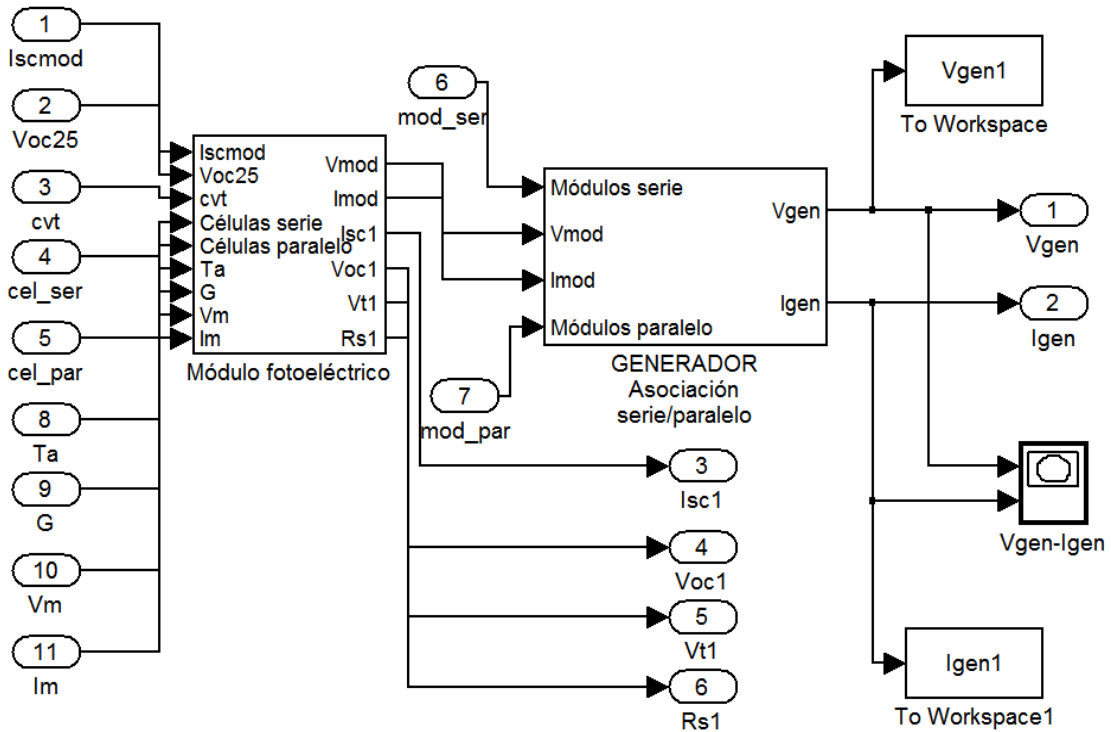 1
Iscmod
2
Voc25
3
cvt
4
cel_ser
5
cel_par
8
Ta
9
G
10
Vm
11
Im
Iscmod
Voc25
cvt
Células serie
Células paralelo
Ta
G
Vm
Im
Vmod
Imod
Isc1
Voc1
Vt1
Rs1
Módulo fotoeléctrico
6
mod_ser
7
mod_par
Módulos serie
Vmod
Imod
Módulos paralelo
Vgen
Igen
GENERADOR
Asociación
serie/paralelo
3
Isc1
4
Voc1
5
Vt1
6
Rs1
Vgen1
To Workspace
1
Vgen
2
Igen
Vgen-Igen
Igen1
To Workspace1